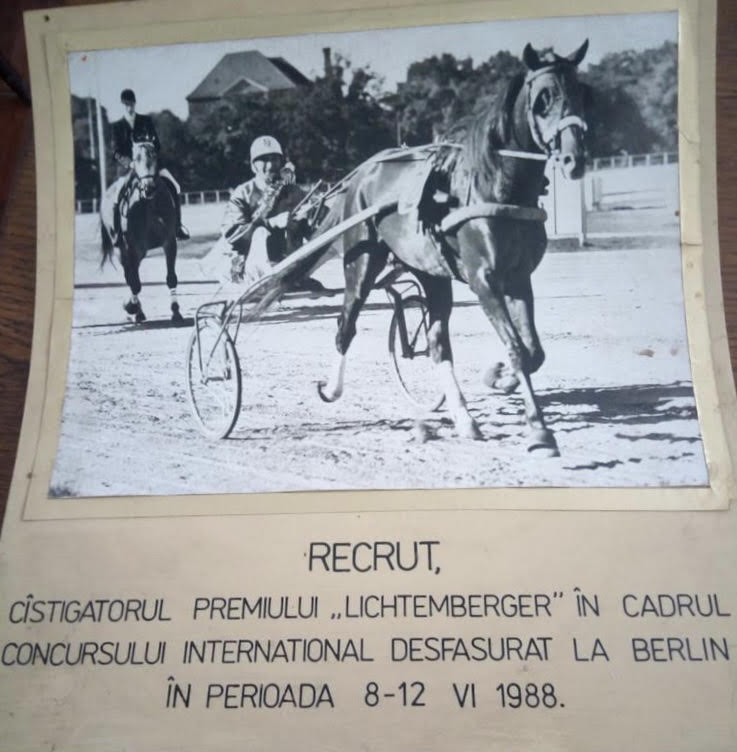 RECRUT,
CÎSTIGATORUL PREMIULUI „LICHTEMBERGER” ÎN CADRUL
CONCURSULUI INTERNATIONAL DESFASURAT LA BERLIN
ÎN PERIOADA 8-12 VI 1988.